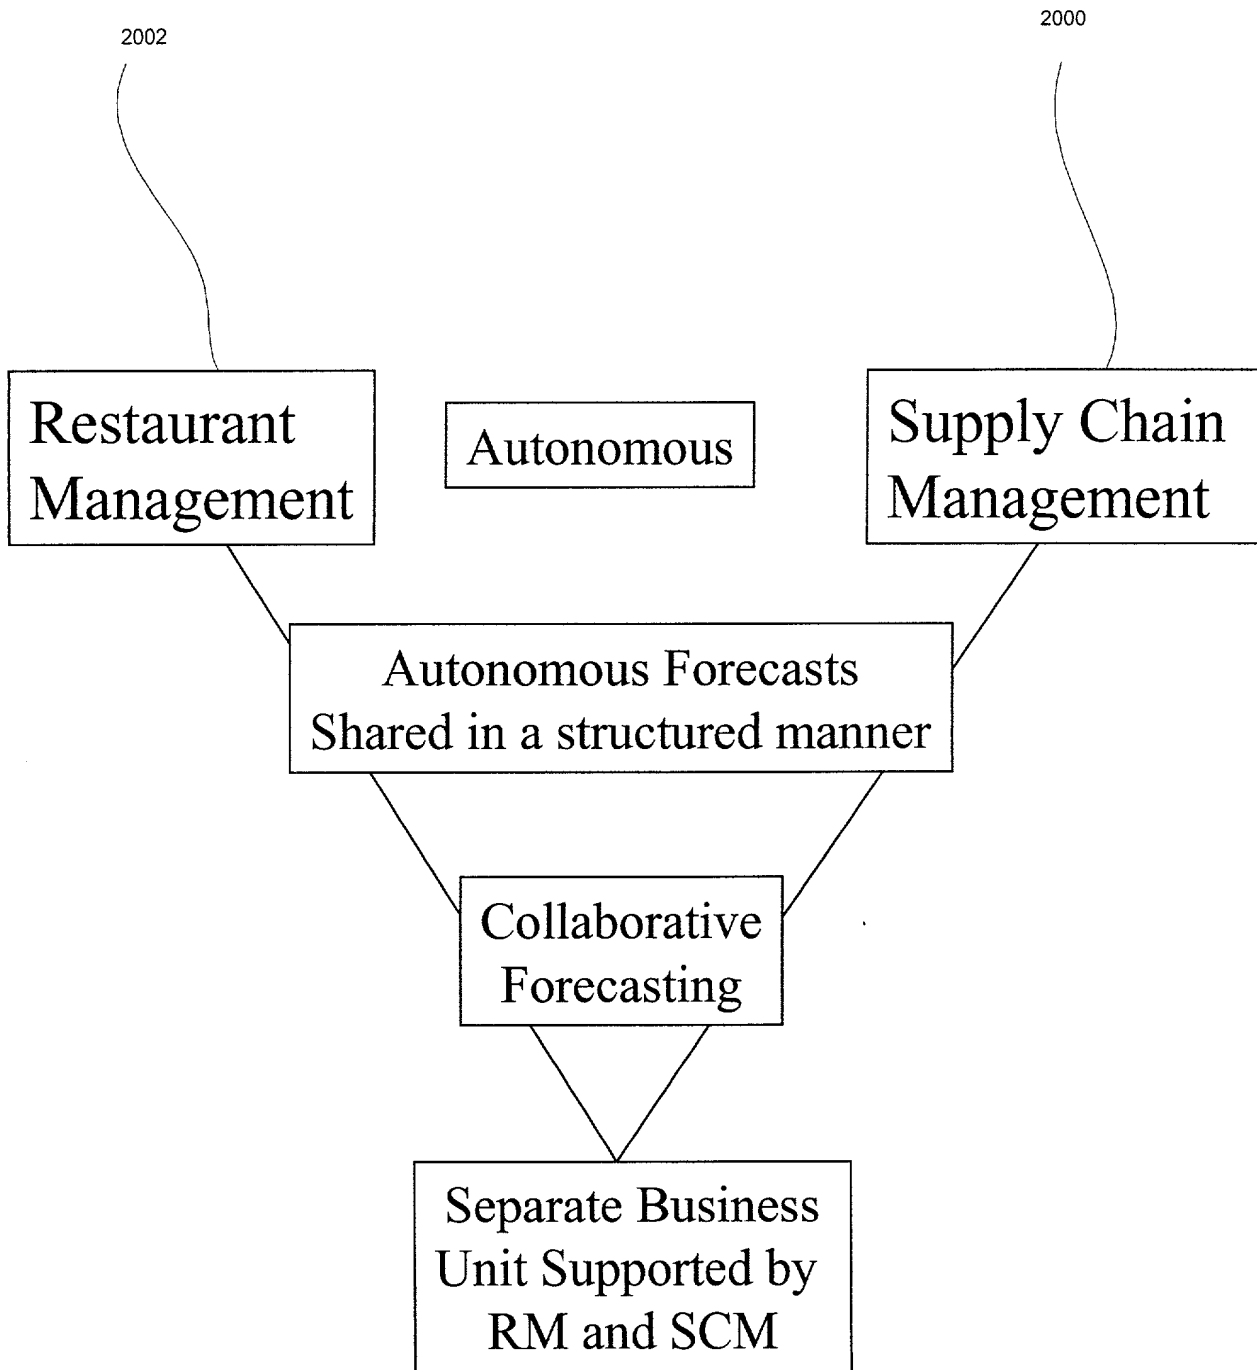 2002
2000
Restaurant
Management
Autonomous
Supply Chain
Management
Autonomous Forecasts
Shared in a structured manner
Collaborative
Forecasting
Separate Business
Unit Supported by
RM and SCM